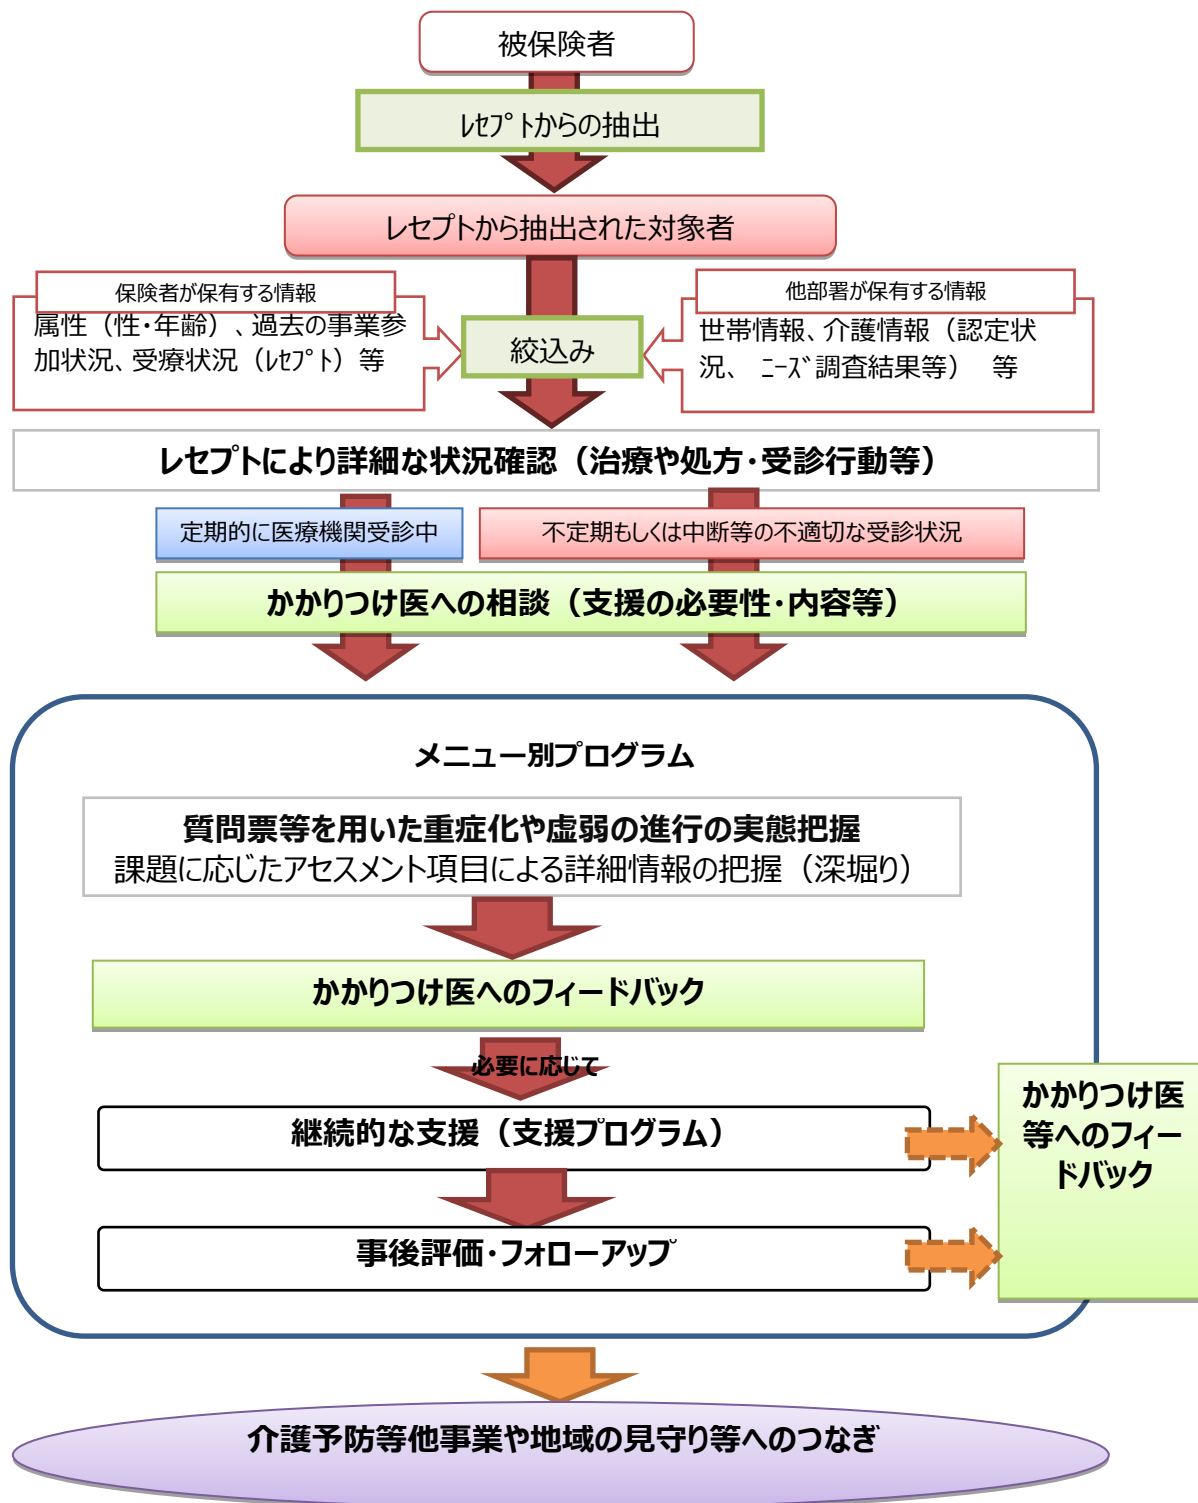 被保険者
ﾚｾﾌﾟﾄからの抽出
レセプトから抽出された対象者
保険者が保有する情報
属性（性・年齢）、過去の事業参
加状況、受療状況（ﾚｾﾌﾟﾄ）等
絞込み
他部署が保有する情報
世帯情報、介護情報（認定状
況、ﾆｰｽﾞ調査結果等）　等
レセプトにより詳細な状況確認（治療や処方・受診行動等）
定期的に医療機関受診中
不定期もしくは中断等の不適切な受診状況
かかりつけ医への相談（支援の必要性・内容等）
メニュー別プログラム
質問票等を用いた重症化や虚弱の進行の実態把握
課題に応じたアセスメント項目による詳細情報の把握（深堀り）
かかりつけ医へのフィードバック
必要に応じて
継続的な支援（支援プログラム）
事後評価・フォローアップ
かかりつけ医
等へのフィー
ドバック
介護予防等他事業や地域の見守り等へのつなぎ